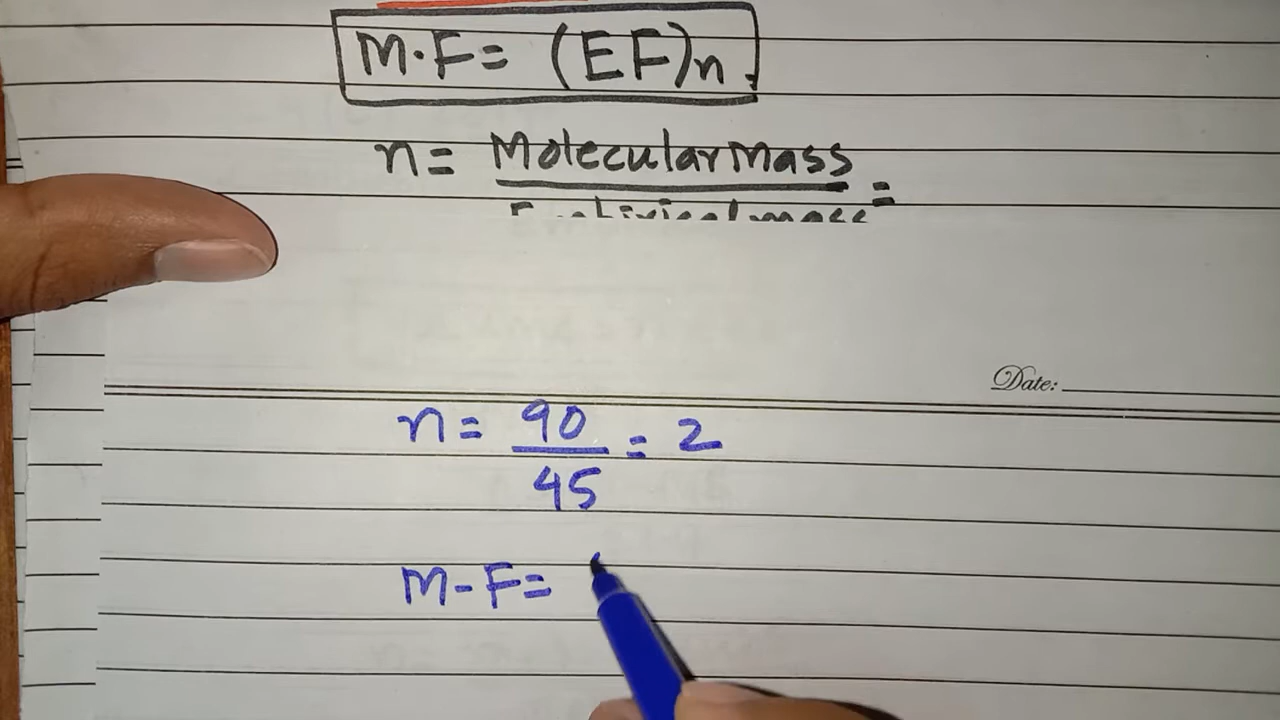 M.F= (EF)n.
n= Molecular Mass =
Date:
n= 90 = 2
45
M-F=